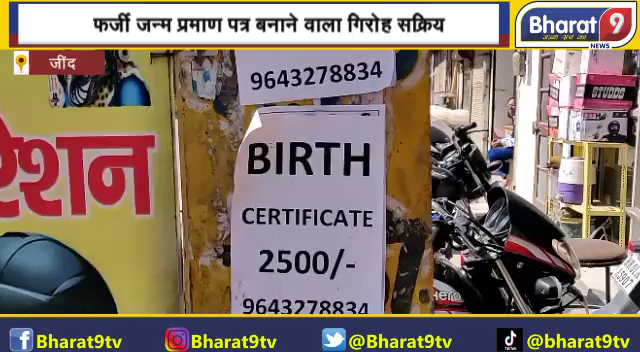 फर्जी जन्म प्रमाण पत्र बनाने वाला गिरोह सक्रिय
Bharat 9
NEWS
जींद
9643278834
रेशन
STUDDS
BIRTH
CERTIFICATE
2500/-
9643278834
Hero
Bharat9tv
Bharat9tv
@Bharat9tv
@bharat9tv